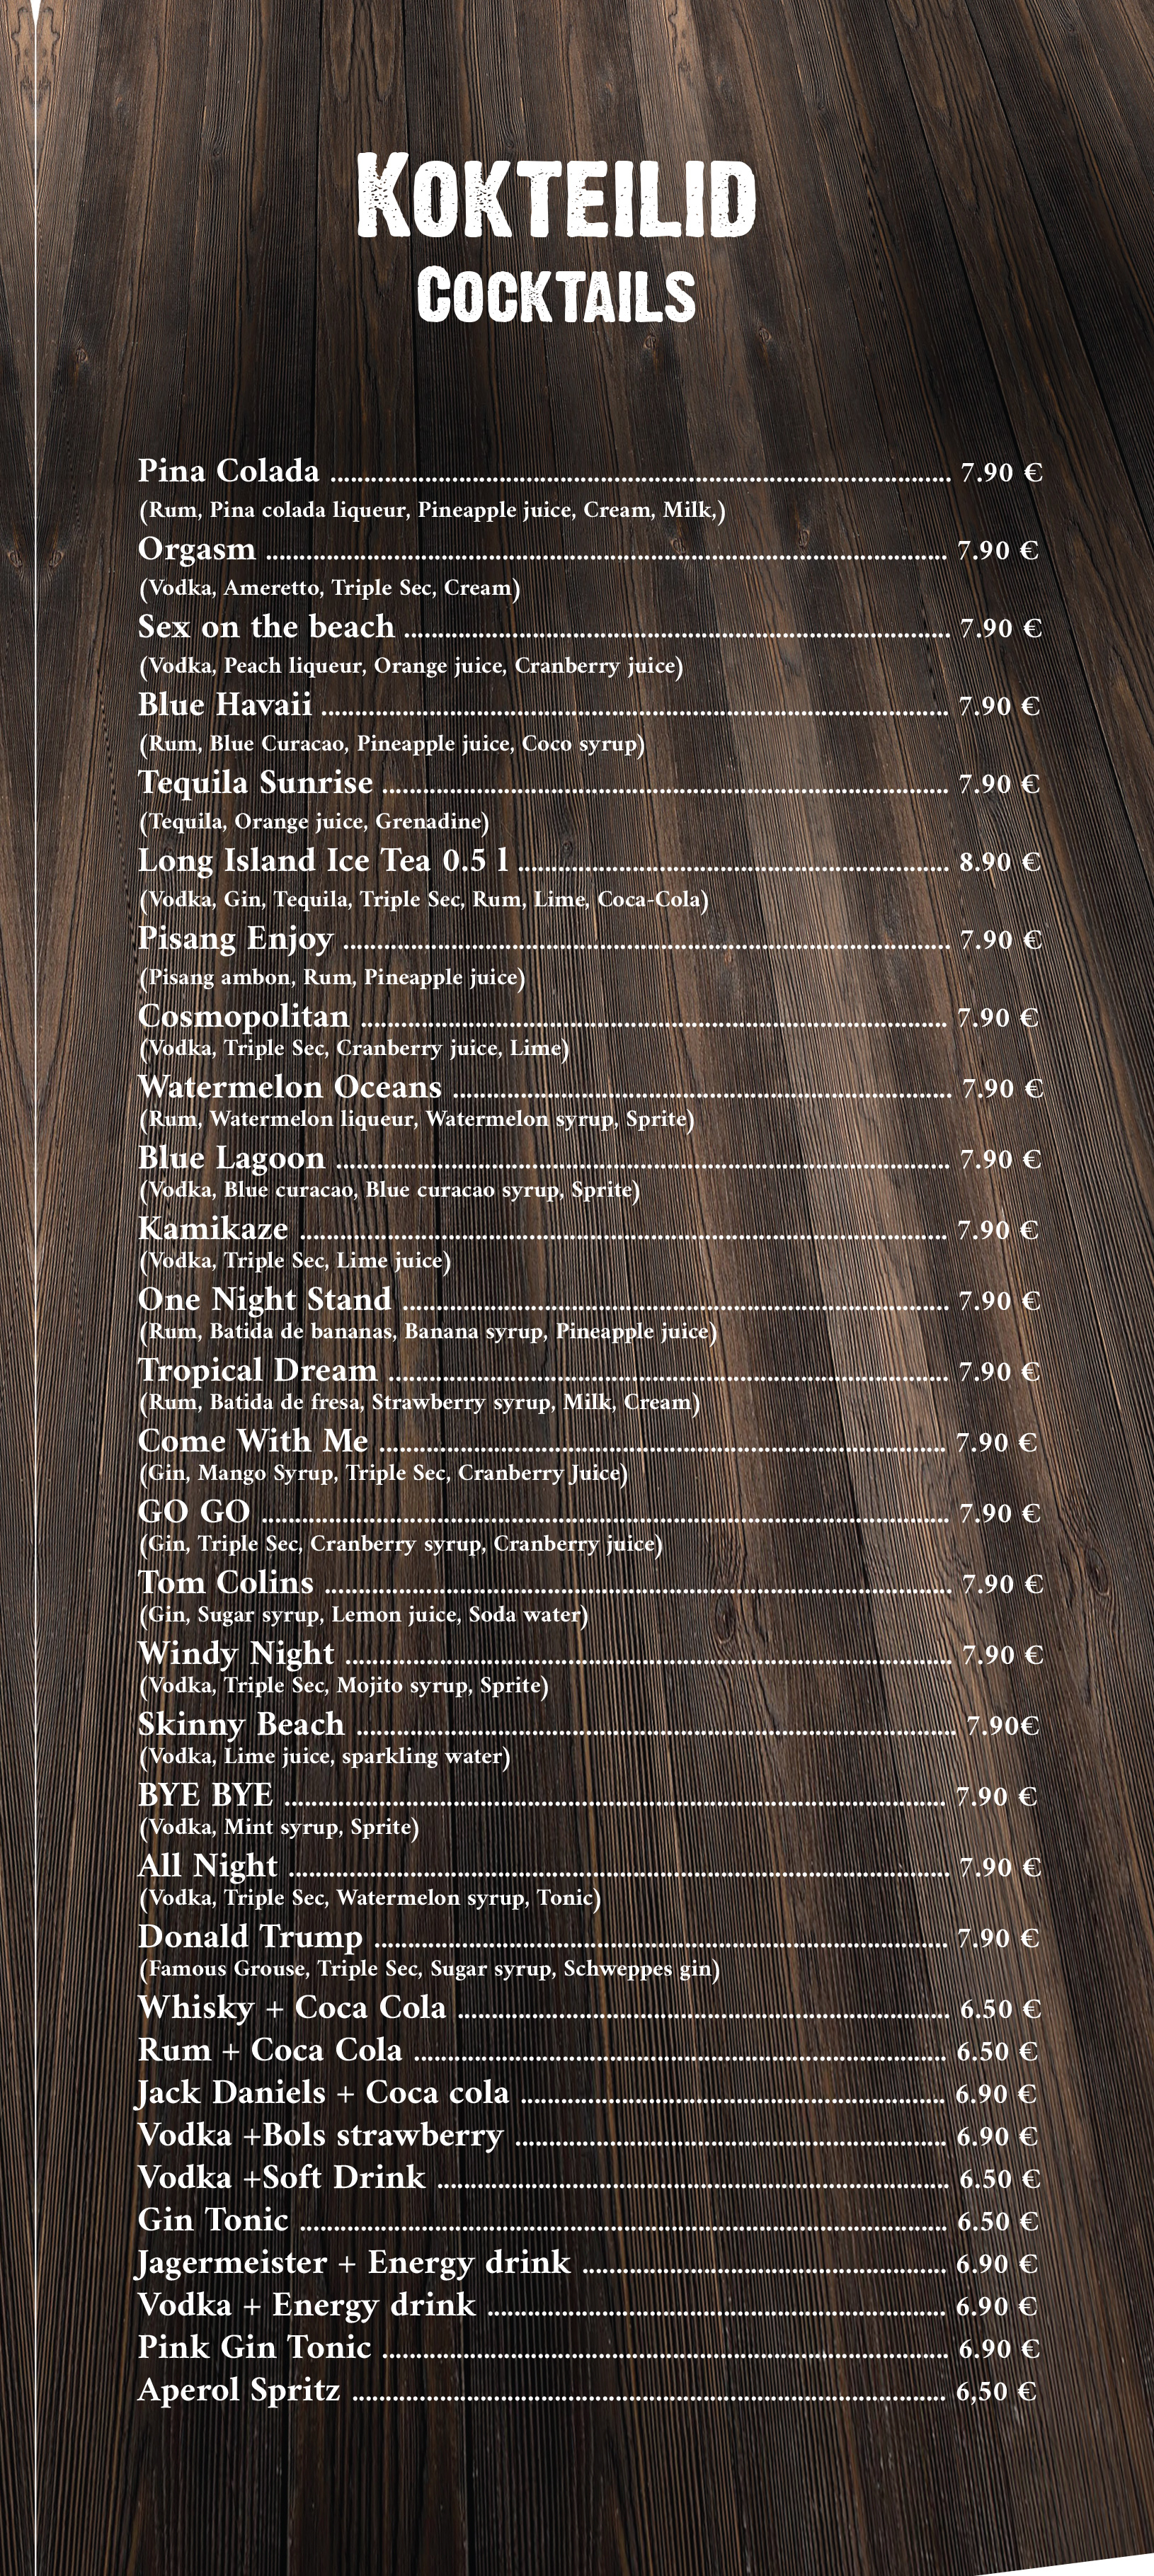 KOKTEILID
COCKTAILS
Pina Colada ........................ 7.90 €
(Rum, Pina colada liqueur, Pineapple juice, Cream, Milk,)
Orgasm ........................ 7.90 €
(Vodka, Ameretto, Triple Sec, Cream)
Sex on the beach ........................ 7.90 €
(Vodka, Peach liqueur, Orange juice, Cranberry juice)
Blue Havaii ........................ 7.90 €
(Rum, Blue Curacao, Pineapple juice, Coco syrup)
Tequila Sunrise ........................ 7.90 €
(Tequila, Orange juice, Grenadine)
Long Island Ice Tea 0.5 l ........................ 8.90 €
(Vodka, Gin, Tequila, Triple Sec, Rum, Lime, Coca-Cola)
Pisang Enjoy ........................ 7.90 €
(Pisang ambon, Rum, Pineapple juice)
Cosmopolitan ........................ 7.90 €
(Vodka, Triple Sec, Cranberry juice, Lime)
Watermelon Oceans ........................ 7.90 €
(Rum, Watermelon liqueur, Watermelon syrup, Sprite)
Blue Lagoon ........................ 7.90 €
(Vodka, Blue curacao, Blue curacao syrup, Sprite)
Kamikaze ........................ 7.90 €
(Vodka, Triple Sec, Lime juice)
One Night Stand ........................ 7.90 €
(Rum, Batida de bananas, Banana syrup, Pineapple juice)
Tropical Dream ........................ 7.90 €
(Rum, Batida de fresa, Strawberry syrup, Milk, Cream)
Come With Me ........................ 7.90 €
(Gin, Mango Syrup, Triple Sec, Cranberry Juice)
GO GO ........................ 7.90 €
(Gin, Triple Sec, Cranberry syrup, Cranberry juice)
Tom Colins ........................ 7.90 €
(Gin, Sugar syrup, Lemon juice, Soda water)
Windy Night ........................ 7.90 €
(Vodka, Triple Sec, Mojito syrup, Sprite)
Skinny Beach ........................ 7.90€
(Vodka, Lime juice, sparkling water)
BYE BYE ........................ 7.90 €
(Vodka, Mint syrup, Sprite)
All Night ........................ 7.90 €
(Vodka, Triple Sec, Watermelon syrup, Tonic)
Donald Trump ........................ 7.90 €
(Famous Grouse, Triple Sec, Sugar syrup, Schweppes gin)
Whisky + Coca Cola ........................ 6.50 €
Rum + Coca Cola ........................ 6.50 €
Jack Daniels + Coca cola ........................ 6.90 €
Vodka +Bols strawberry ........................ 6.90 €
Vodka +Soft Drink ........................ 6.50 €
Gin Tonic ........................ 6.50 €
Jagermeister + Energy drink ........................ 6.90 €
Vodka + Energy drink ........................ 6.90 €
Pink Gin Tonic ........................ 6.90 €
Aperol Spritz ........................ 6,50 €